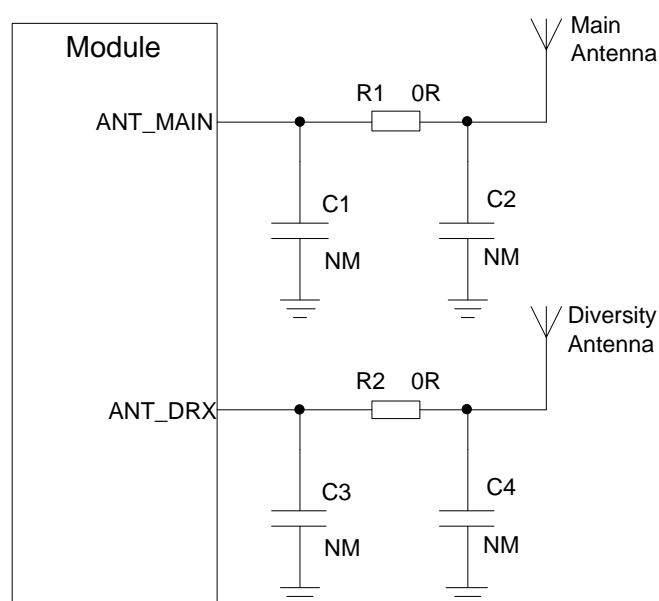 Module
Main
Antenna
R1 0R
ANT_MAIN
C1
C2
NM
NM
Diversity
Antenna
R2 0R
ANT_DRX
C3
C4
NM
NM